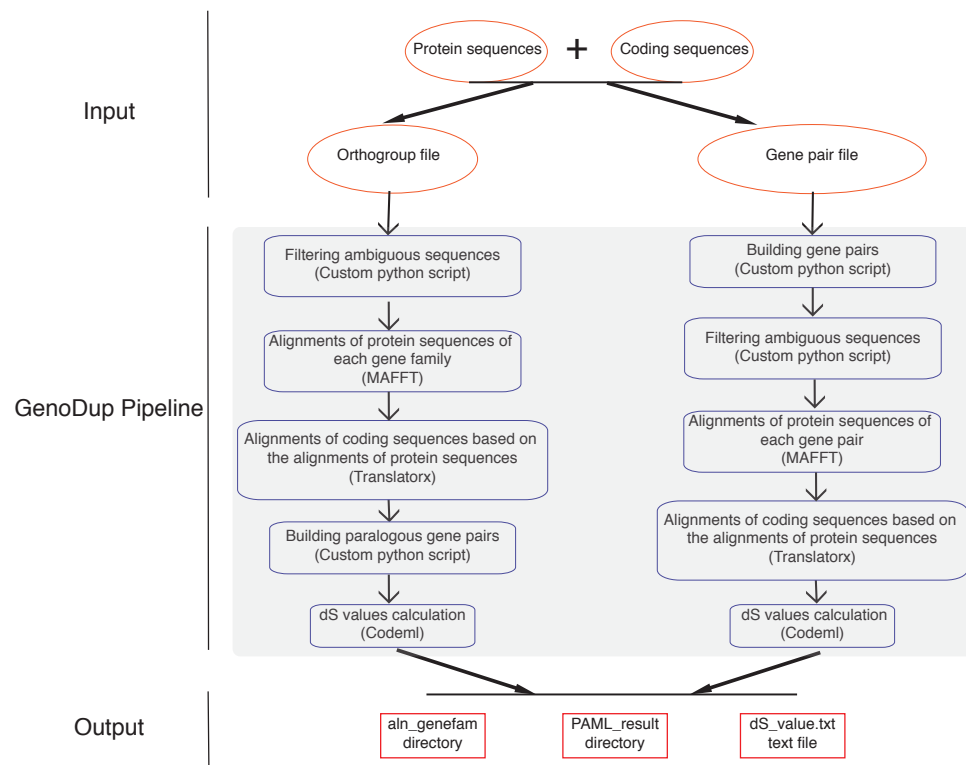 Protein sequences
+
Coding sequences
Input
Orthogroup file
Gene pair file
GenoDup Pipeline
Filtering ambiguous sequences
(Custom python script)
Alignments of protein sequences of
each gene family
(MAFFT)
Alignments of coding sequences based on
the alignments of protein sequences
(Translatorx)
Building paralogous gene pairs
(Custom python script)
dS values calculation
(Codeml)
Building gene pairs
(Custom python script)
Filtering ambiguous sequences
(Custom python script)
Alignments of protein sequences of
each gene pair
(MAFFT)
Alignments of coding sequences based on
the alignments of protein sequences
(Translatorx)
dS values calculation
(Codeml)
Output
aln_genefam
directory
PAML_result
directory
dS_value.txt
text file